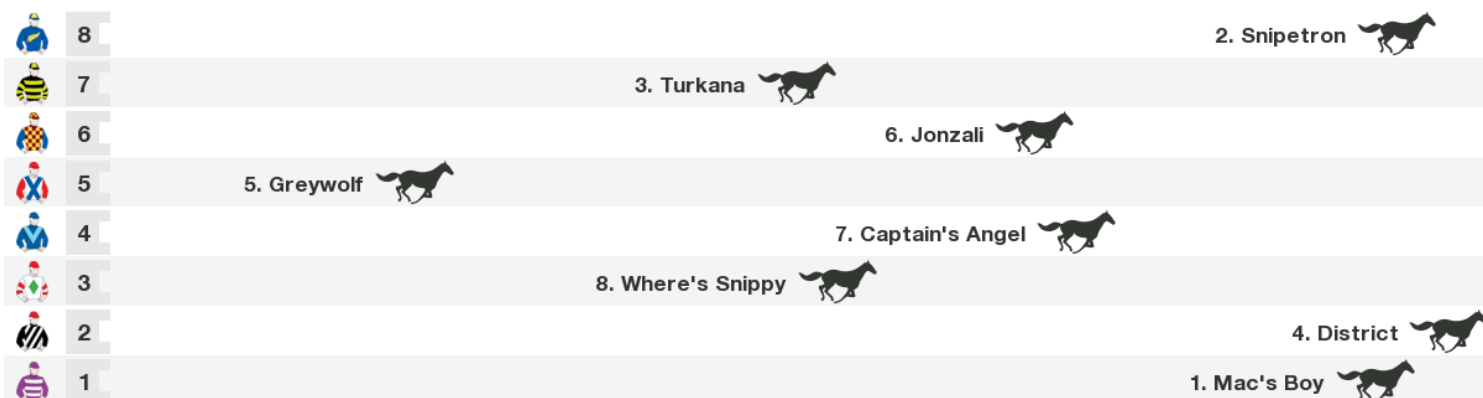 8 2. Snipetron
7 3. Turkana
6 6. Jonzali
5 5. Greywolf
4 7. Captain's Angel
3 8. Where's Snippy
2 4. District
1 1. Mac's Boy